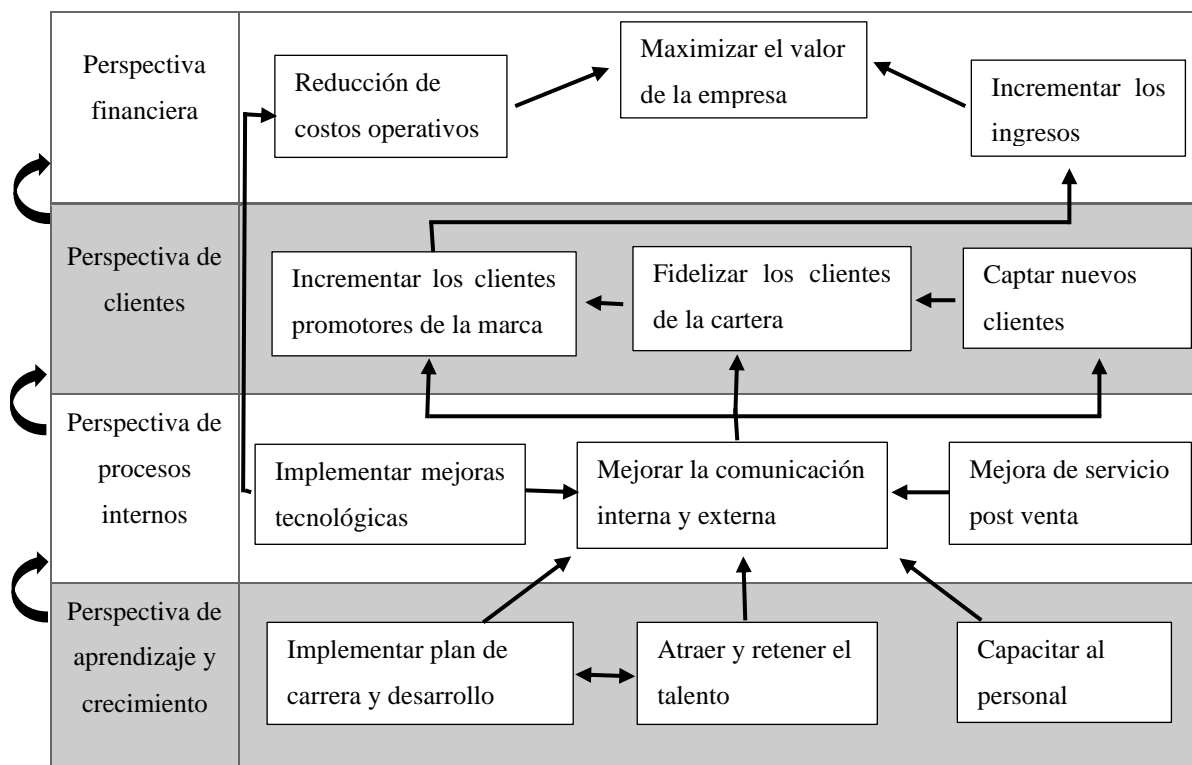 Perspectiva
financiera
Reducción de
costos operativos
Maximizar el valor
de la empresa
Incrementar los
ingresos
Perspectiva de
clientes
Incrementar los clientes
promotores de la marca
Fidelizar los clientes
de la cartera
Captar nuevos
clientes
Perspectiva de
procesos
internos
Implementar mejoras
tecnológicas
Mejorar la comunicación
interna y externa
Mejora de servicio
post venta
Perspectiva de
aprendizaje y
crecimiento
Implementar plan de
carrera y desarrollo
Atraer y retener el
talento
Capacitar al
personal